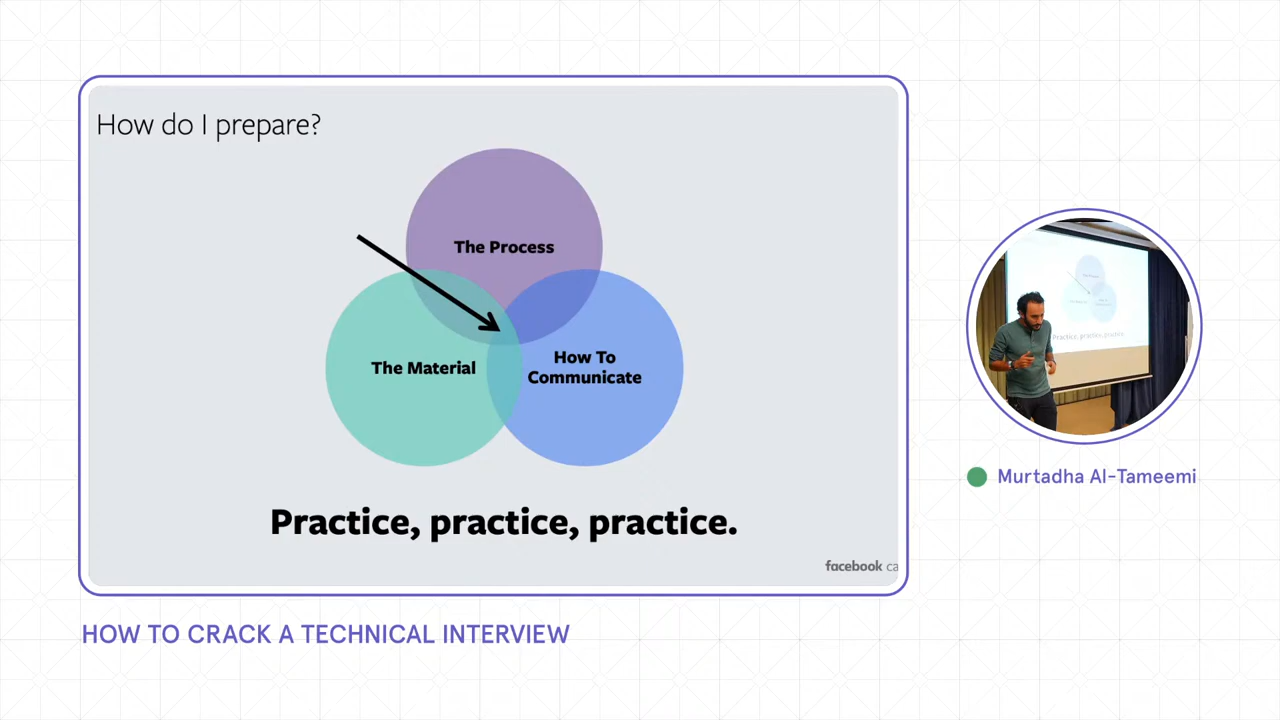 How do I prepare?
The Process
The Material
How To
Communicate
Practice, practice, practice.
facebook ca
Murtadha Al-Tameemi
HOW TO CRACK A TECHNICAL INTERVIEW